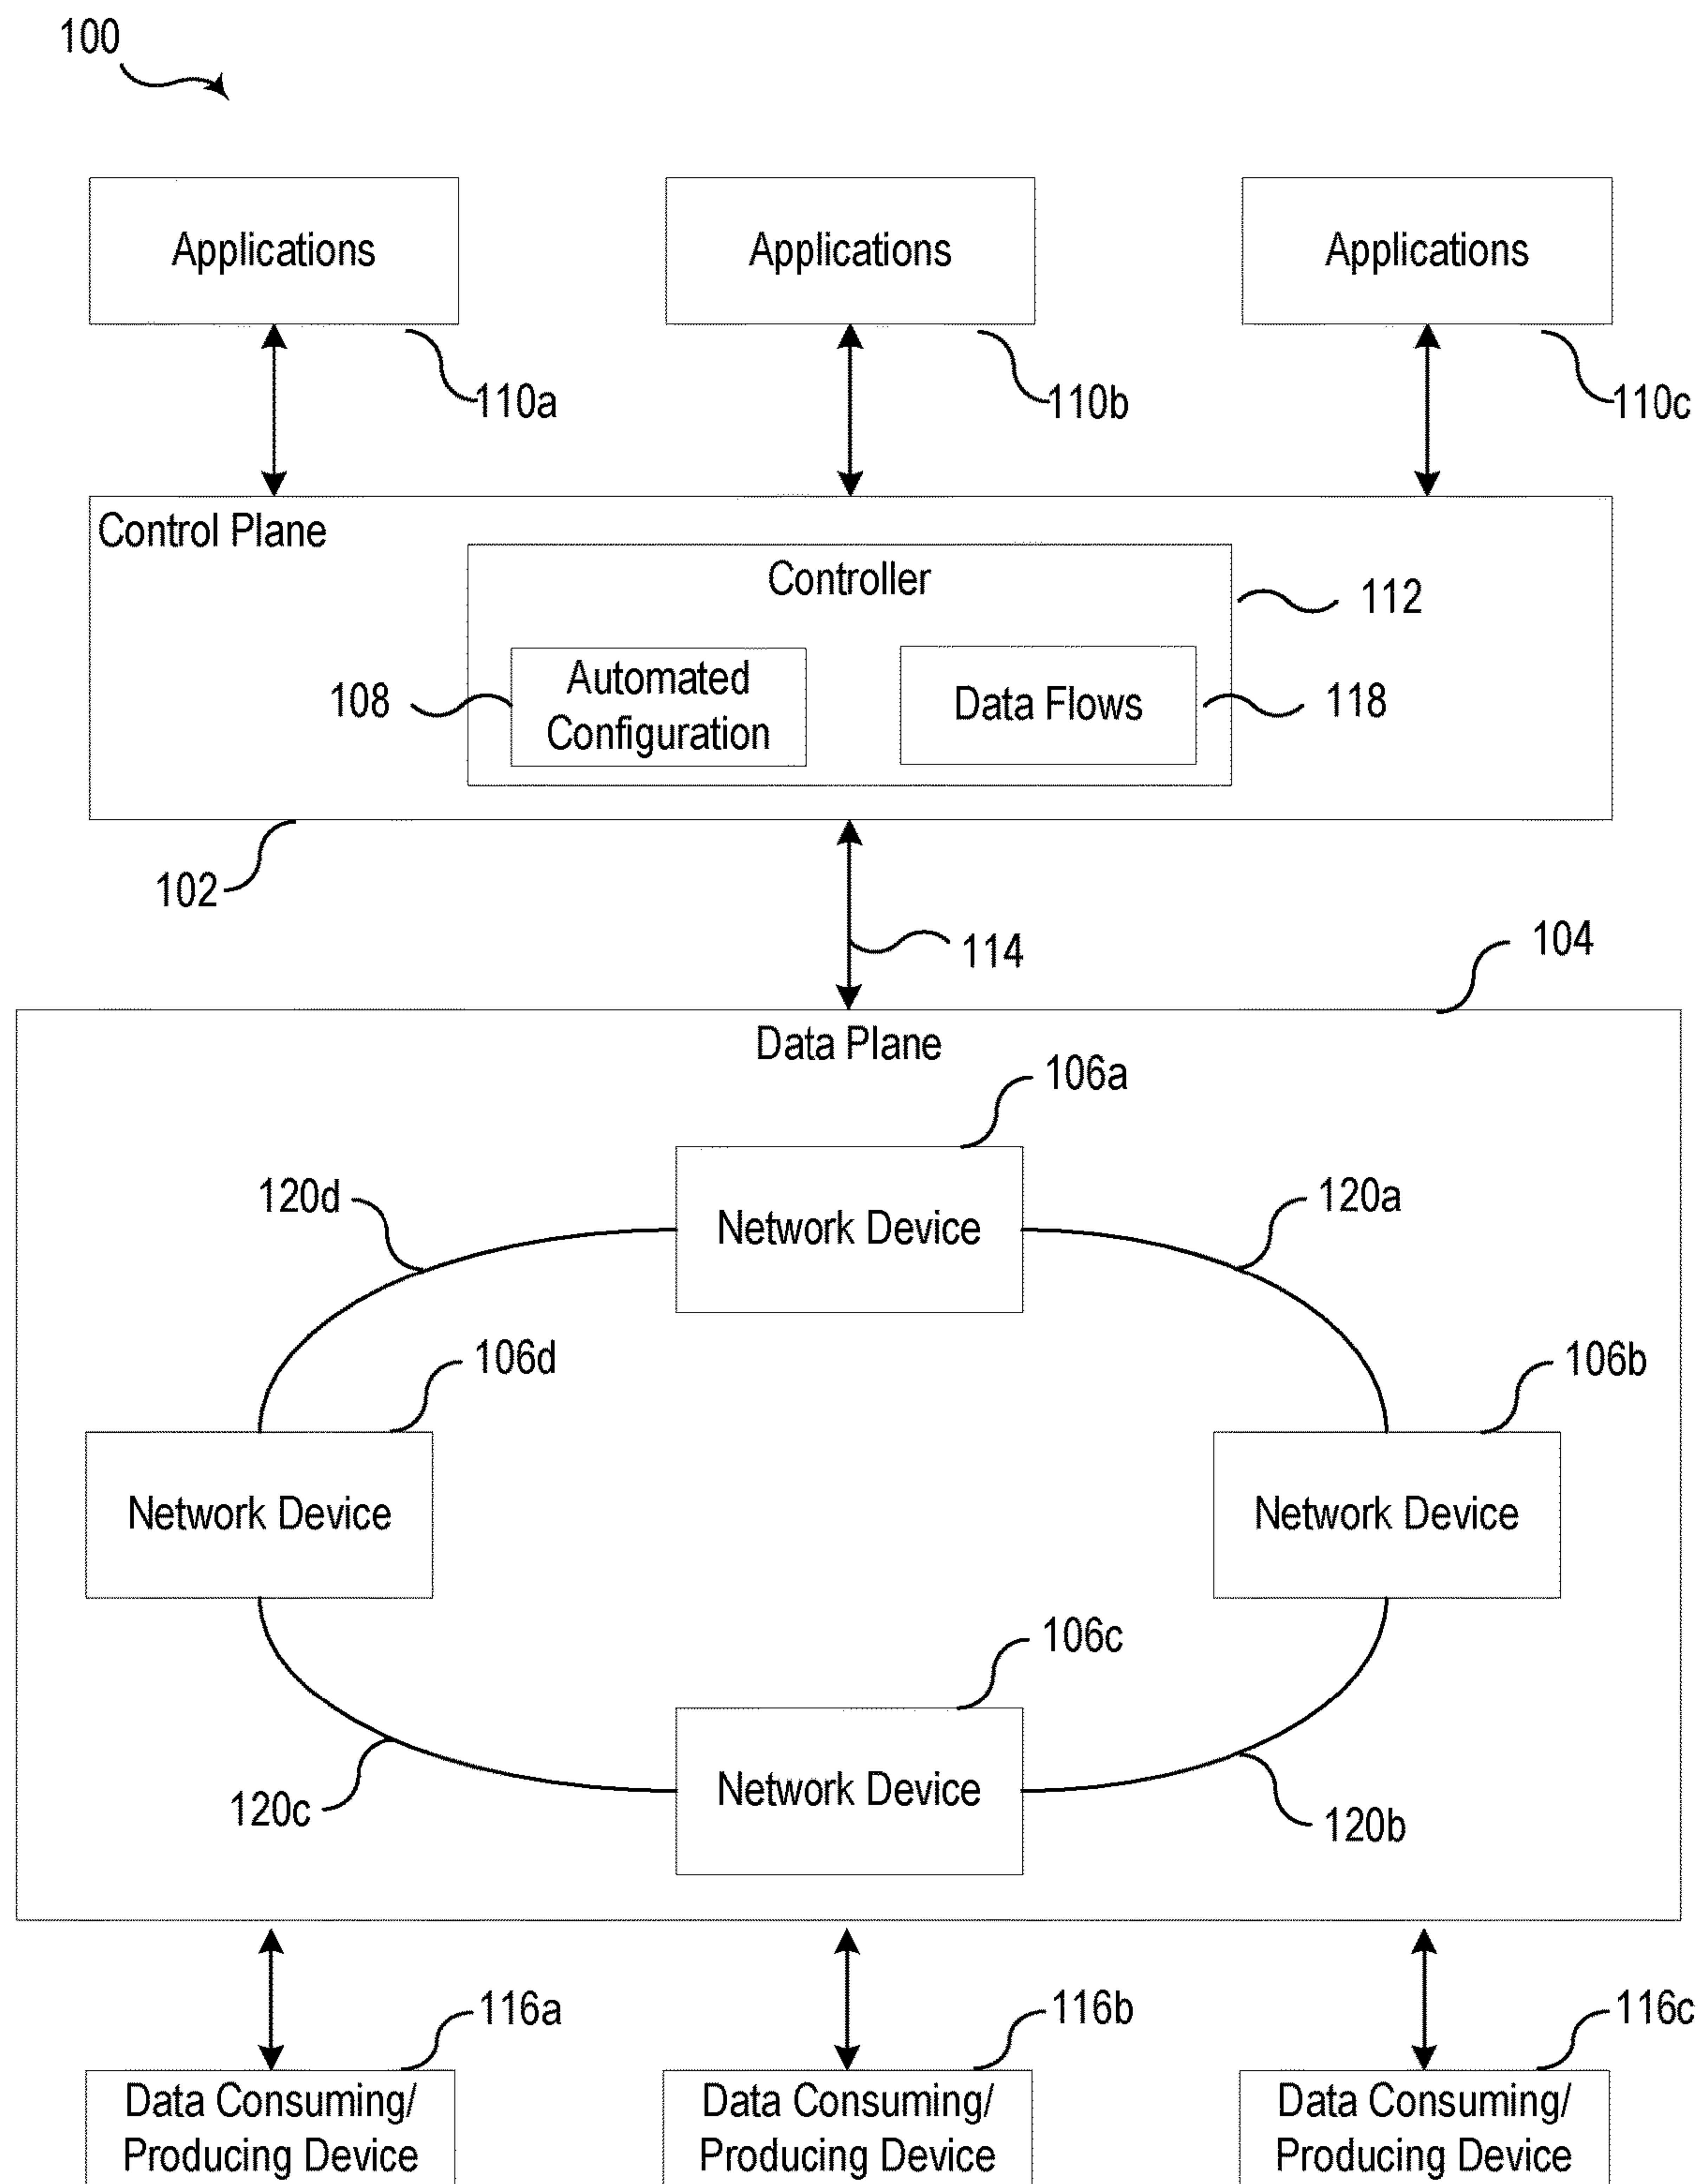 100
Applications
Applications
Applications
110a
110b
110c
Control Plane
Controller
112
108
Automated
Configuration
Data Flows
118
102
114
104
Data Plane
106a
120d
120a
Network Device
106d
106b
Network Device
Network Device
106c
120c
Network Device
120b
116a
116b
116c
Data Consuming/
Producing Device
Data Consuming/
Producing Device
Data Consuming/
Producing Device